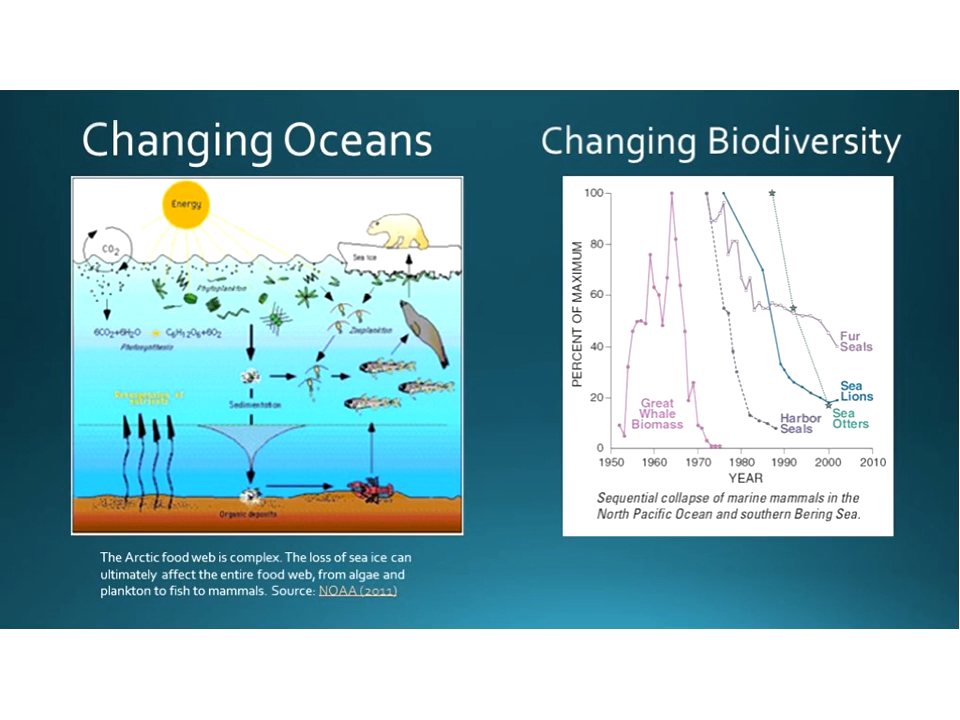 Changing Oceans
Energy
CO2
Sea ice
Phytoplankton
6CO2+6H2O
C6H12O6+6O2
Photosynthesis
Zooplankton
Sedimentation
Organic deposits
The Arctic food web is complex. The loss of sea ice can
ultimately affect the entire food web, from algae and
plankton to fish to mammals. Source: NOAA (2011)
Changing Biodiversity
PERCENT OF MAXIMUM
100
80
60
40
20
0
Great
Whale
Biomass
Harbor
Seals
Fur
Seals
Sea
Lions
Sea
Otters
1950 1960 1970 1980 1990 2000 2010
YEAR
Sequential collapse of marine mammals in the
North Pacific Ocean and southern Bering Sea.